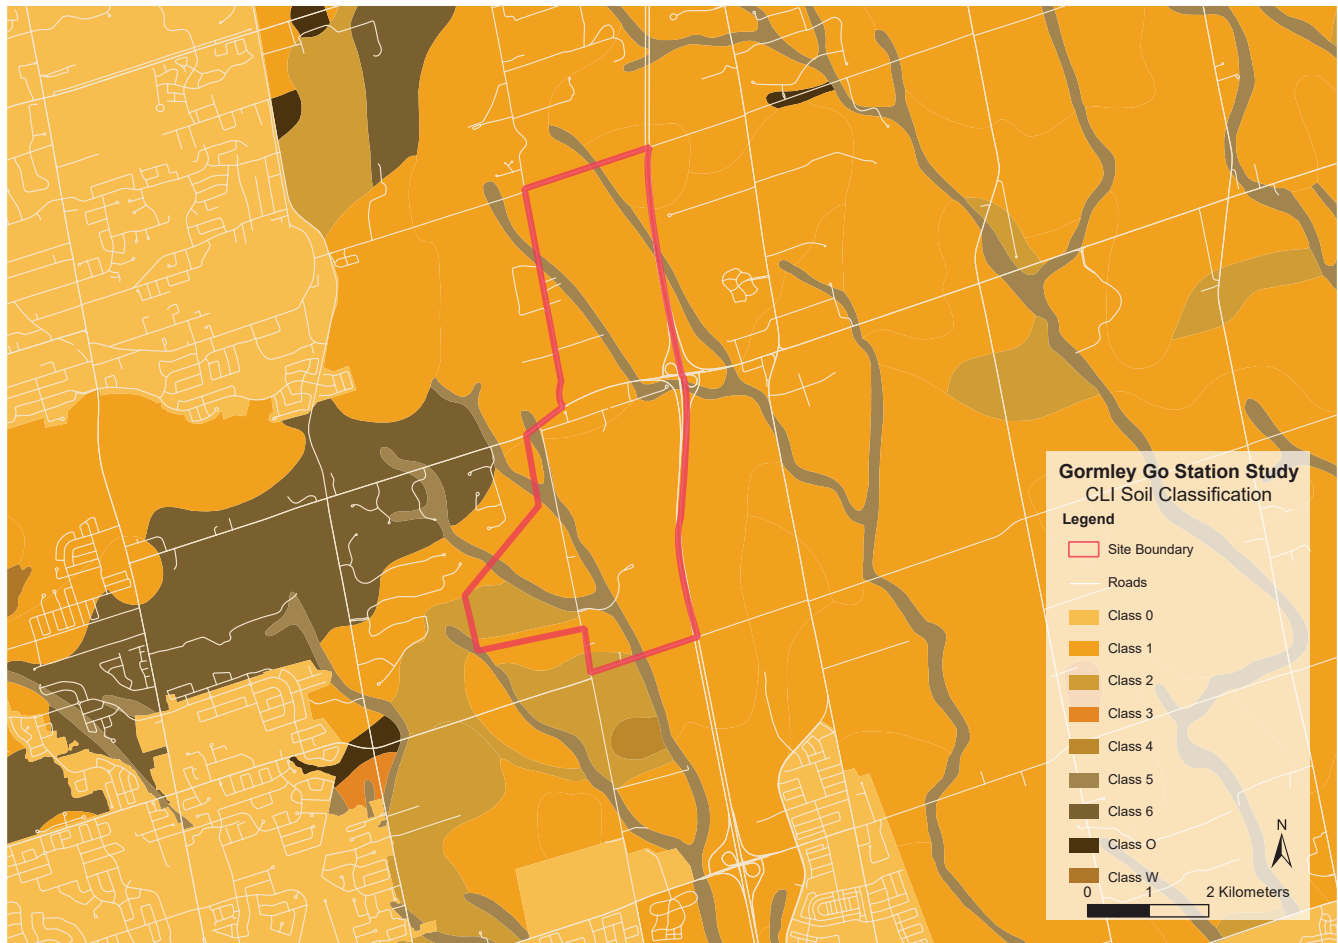 Gormley Go Station Study
CLI Soil Classification
Legend
Site Boundary
Roads
Class 0
Class 1
Class 2
Class 3
Class 4
Class 5
Class 6
Class O
Class W
N
0 1 2 Kilometers